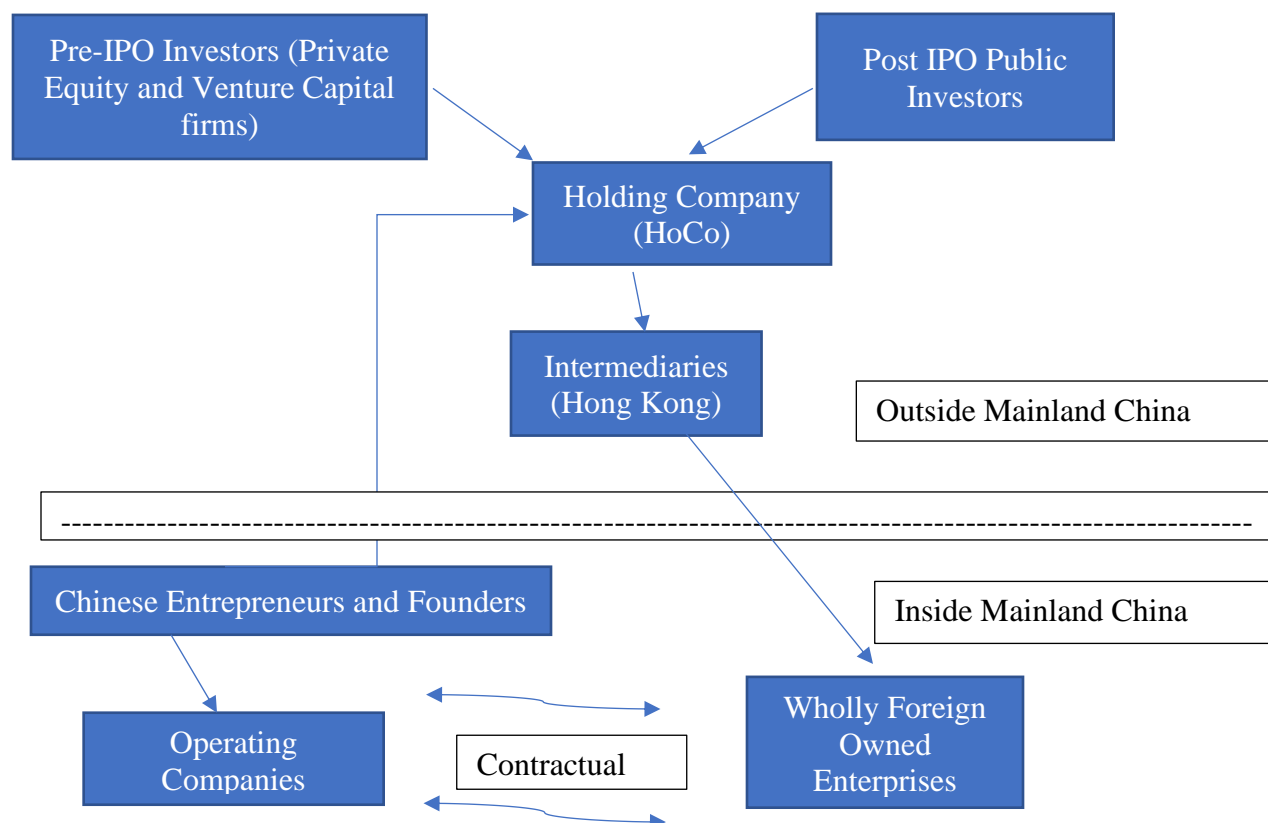 Pre-IPO Investors (Private
Equity and Venture Capital
firms)
Post IPO Public
Investors
Holding Company
(HoCo)
Intermediaries
(Hong Kong)
Outside Mainland China
Chinese Entrepreneurs and Founders
Inside Mainland China
Operating
Companies
Contractual
Wholly Foreign
Owned
Enterprises